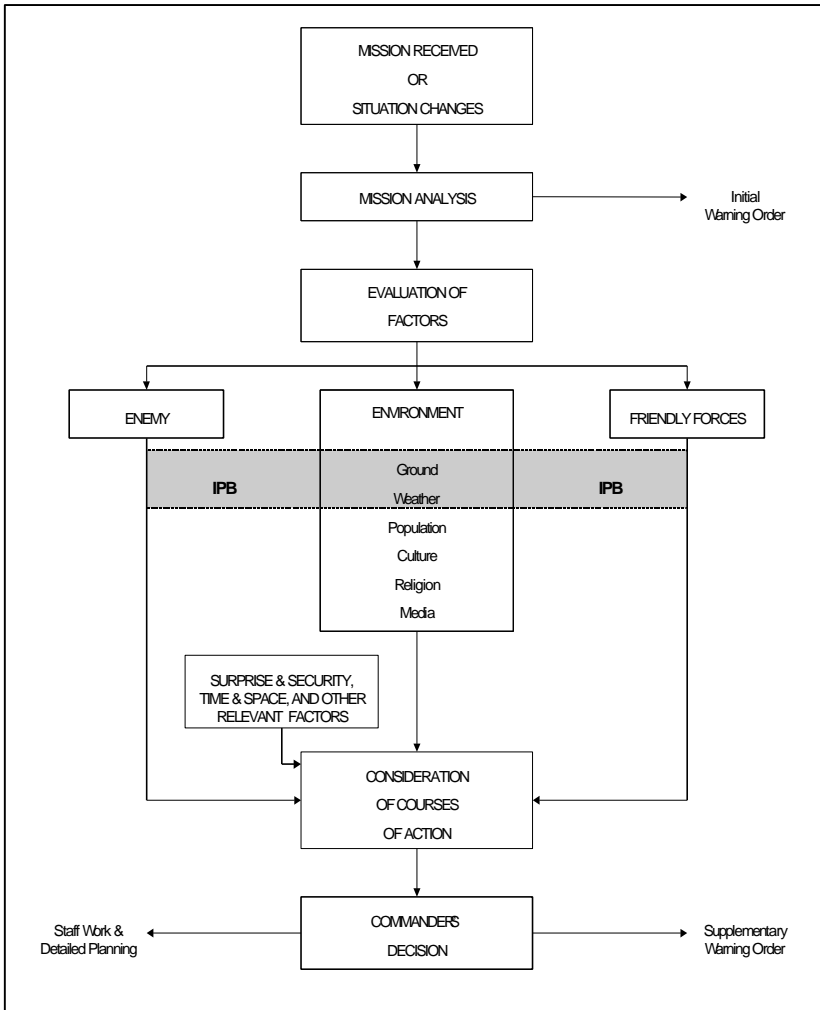 MISSION RECEIVED
OR
SITUATION CHANGES
MISSION ANALYSIS
Initial
Warning Order
EVALUATION OF
FACTORS
ENEMY
ENVIRONMENT
FRIENDLY FORCES
IPB
Ground
Weather
IPB
Population
Culture
Religion
Media
SURPRISE & SECURITY,
TIME & SPACE, AND OTHER
RELEVANT FACTORS
CONSIDERATION
OF COURSES
OF ACTION
Staff Work &
Detailed Planning
COMMANDER'S
DECISION
Supplementary
Warning Order